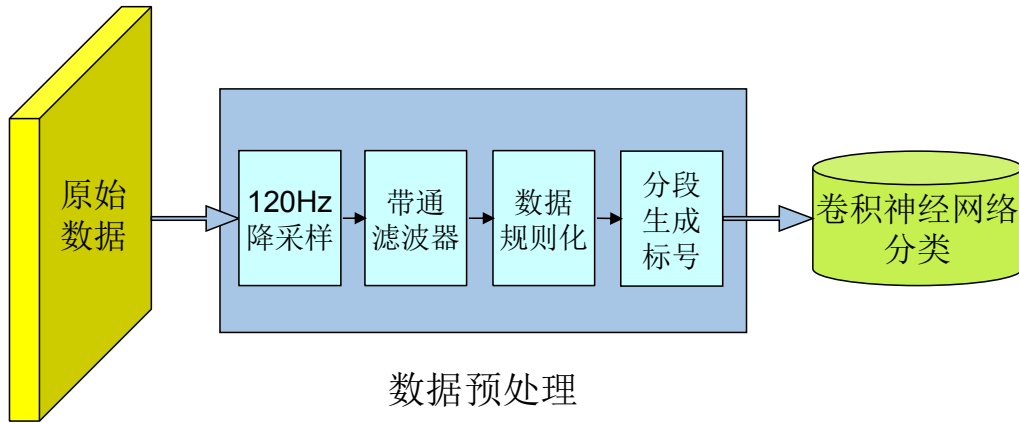 原始
数据
120Hz
降采样
带通
滤波器
数据
规则化
分段
生成
标号
卷积神经网络
分类
数据预处理